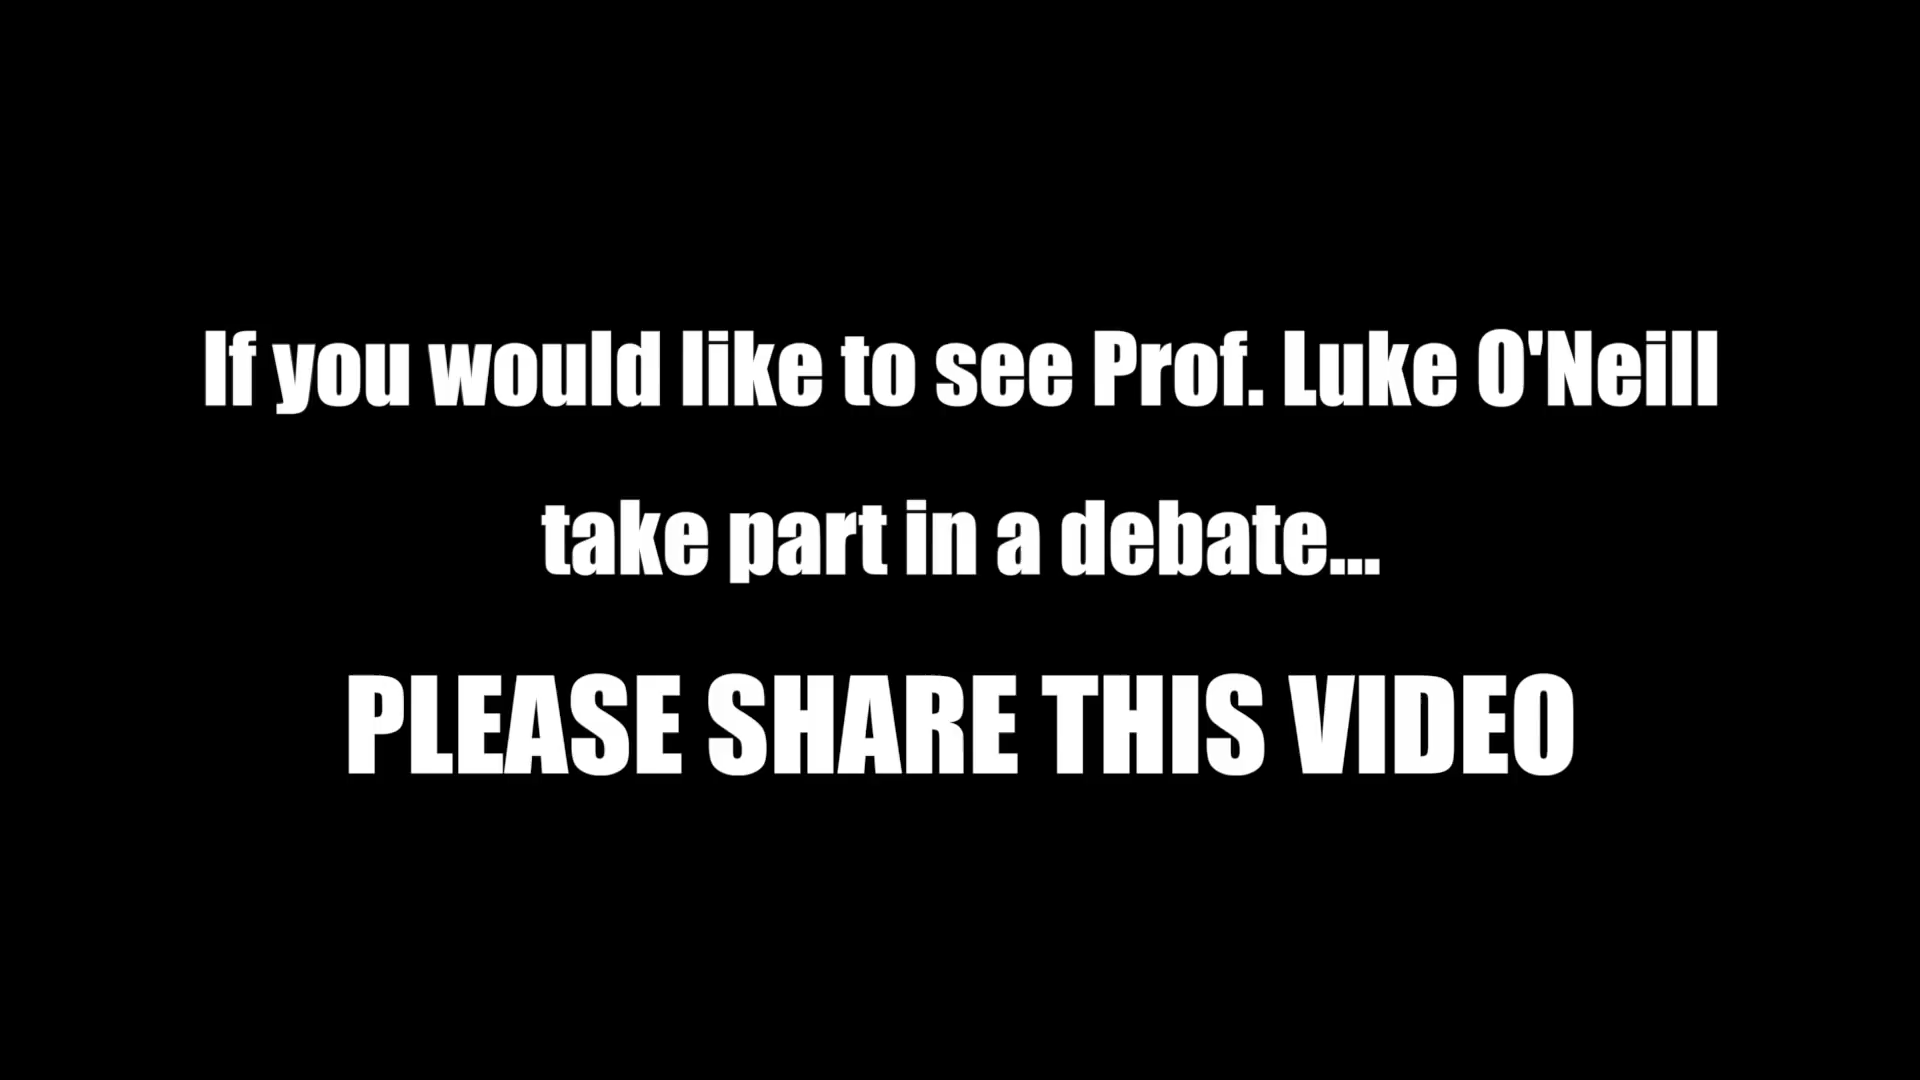 If you would like to see Prof. Luke O'Neill
take part in a debate...
PLEASE SHARE THIS VIDEO